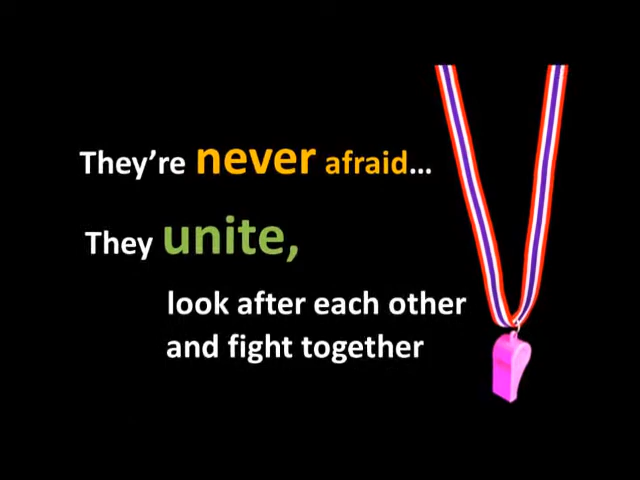 They're never afraid...
They unite,
look after each other
and fight together